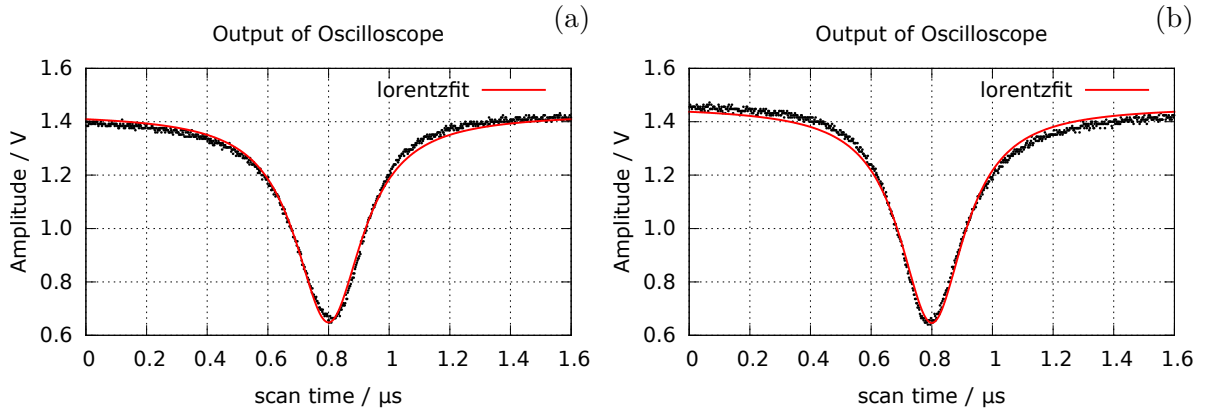 (a)
Output of Oscilloscope
lorentzfit
1.6
1.4
1.2
1.0
0.8
0.6
Amplitude / V
0 0.2 0.4 0.6 0.8 1 1.2 1.4 1.6
scan time / μs
(b)
Output of Oscilloscope
lorentzfit
1.6
1.4
1.2
1.0
0.8
0.6
Amplitude / V
0 0.2 0.4 0.6 0.8 1 1.2 1.4 1.6
scan time / μs